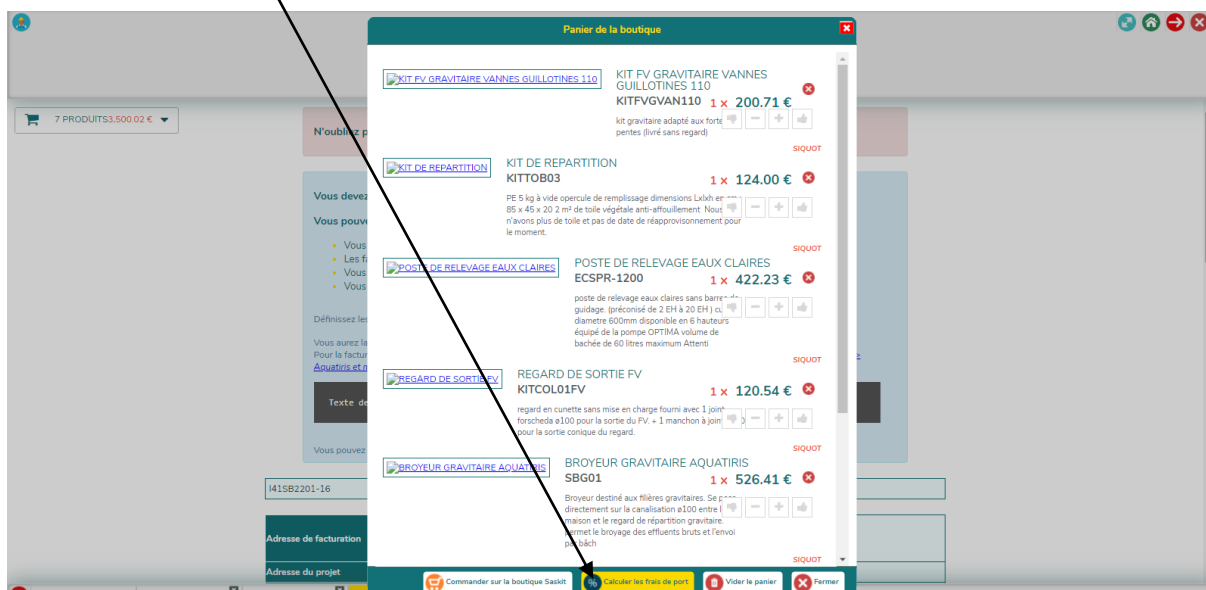 Panier de la boutique
7 PRODUITS3,500.02 €
N'oubliez p
KIT FV GRAVITAIRE VANNES GUILLOTINES 110
KIT FV GRAVITAIRE VANNES
GUILLOTINES 110
KITFVGVAN110 1 x 200.71 €
kit gravitaire adapté aux forte
pentes (livré sans regard)
SIQUOT
KIT DE REPARTITION
KIT DE REPARTITION
KITTOB03 1 x 124.00 €
PE 5 kg à vide opercule de remplissage dimensions Lxlxh en
85 x 45 x 20 2 m² de toile végétale anti-affouillement Nous
n'avons plus de toile et pas de date de réapprovisonnement pour
le moment.
SIQUOT
Vous devez
Vous pouve
Vous
Les fa
Vous
Vous
Définissez les
Vous aurez la
Pour la factur
Aquatiris et m
Texte de
Vous pouvez
POSTE DE RELEVAGE EAUX CLAIRES
POSTE DE RELEVAGE EAUX CLAIRES
ECSPR-1200 1 x 422.23 €
poste de relevage eaux claires sans barres de
guidage. (préconisé de 2 EH à 20 EH ) cu
diametre 600mm disponible en 6 hauteurs
équipé de la pompe OPTIMA volume de
bachée de 60 litres maximum Attenti
SIQUOT
REGARD DE SORTIE FV
REGARD DE SORTIE FV
KITCOL01FV 1 x 120.54 €
regard en cunette sans mise en charge fourni avec 1 joint
forscheda ø100 pour la sortie du FV. + 1 manchon à joint 0
pour la sortie conique du regard.
SIQUOT
BROYEUR GRAVITAIRE AQUATIRIS
BROYEUR GRAVITAIRE AQUATIRIS
SBG01 1 x 526.41 €
Broyeur destiné aux filières gravitaires. Se pose
directement sur la canalisation ø100 entre l
maison et le regard de répartition gravitaire.
permet le broyage des effluents bruts et l'envoi
par bâch
SIQUOT
I41SB2201-16
Adresse de facturation
Adresse du projet
Commander sur la boutique Saskit
% Calculer les frais de port
Vider le panier
Fermer